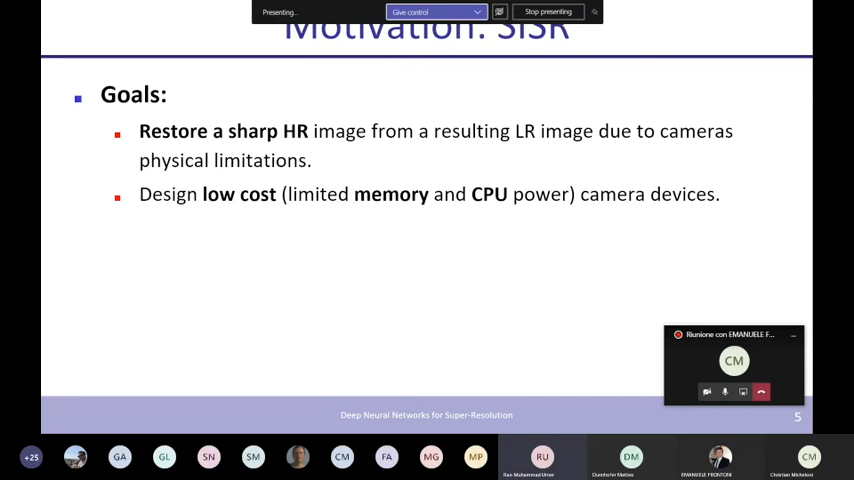 Presenting...
Give control
Stop presenting
Motivation: SISR
Goals:
Restore a sharp HR image from a resulting LR image due to cameras
physical limitations.
Design low cost (limited memory and CPU power) camera devices.
Riunione con EMANUELE F...
CM
Deep Neural Networks for Super-Resolution
5
+25
GA
GL
SN
SM
CM
FA
MG
MP
RU
DM
CM
Rao Muhammad Umer
Dunnhofer Matteo
EMANUELE FRONTONI
Christian Micheloni